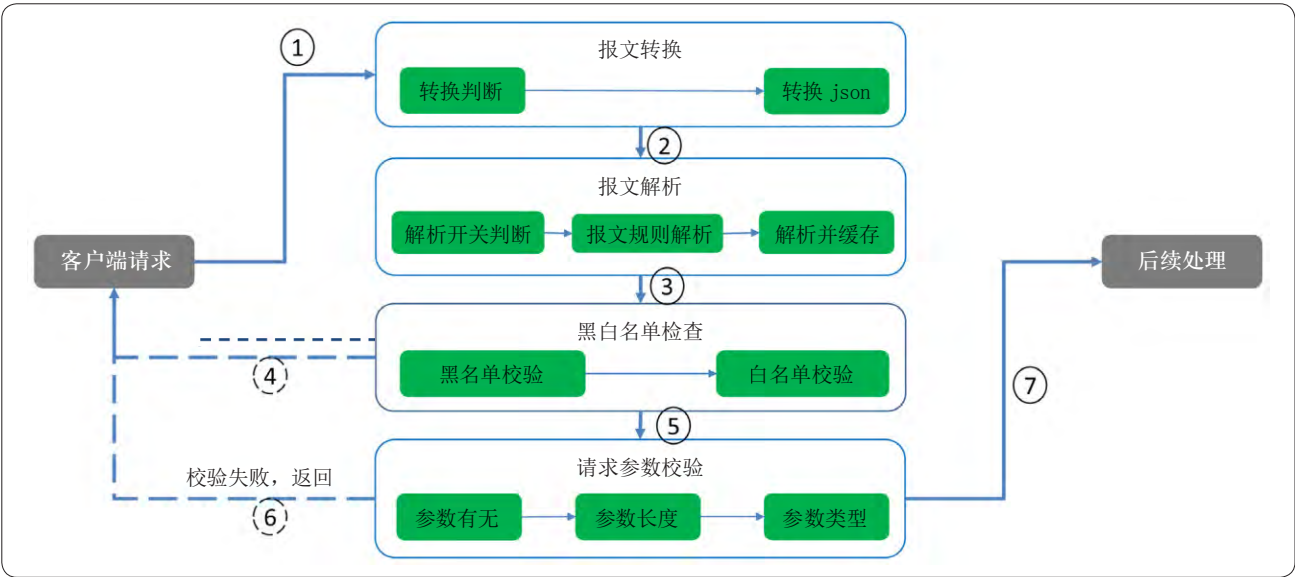 ①
报文转换
转换判断
转换 json
②
报文解析
解析开关判断
报文规则解析
解析并缓存
客户端请求
后续处理
③
黑白名单检查
黑名单校验
白名单校验
④
⑦
⑤
请求参数校验
校验失败，返回
参数有无
参数长度
参数类型
⑥